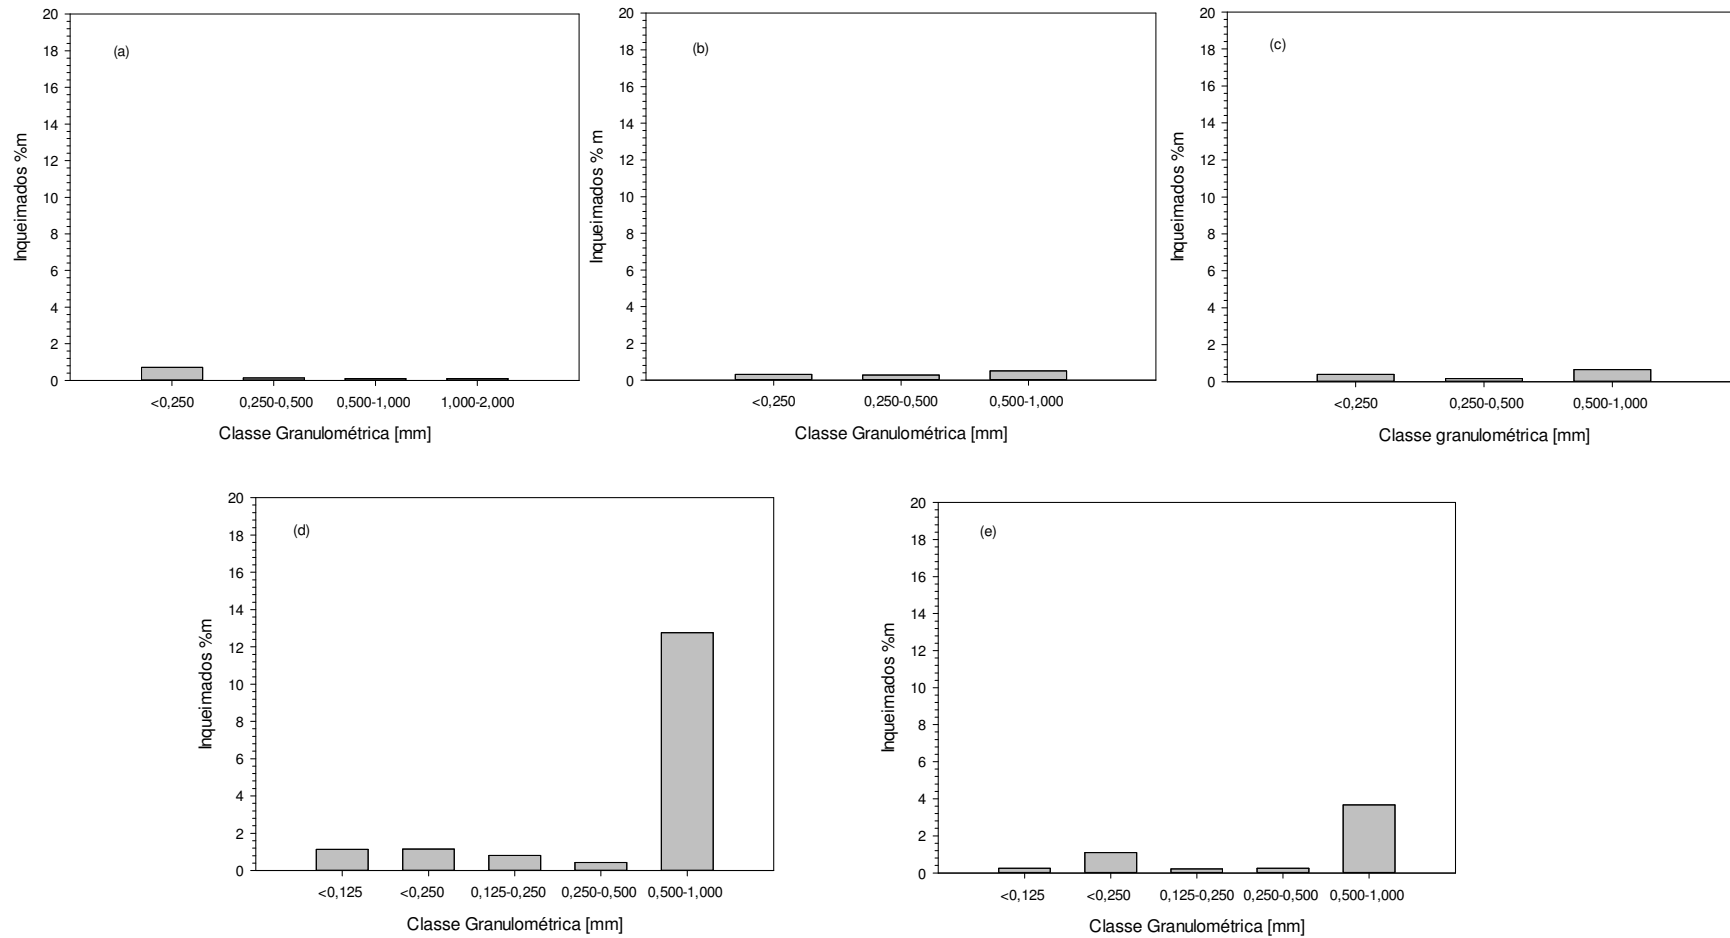 (a)
Inqueimados %m
20
18
16
14
12
10
8
6
4
2
0
<0,250 0,250-0,500 0,500-1,000 1,000-2,000
Classe Granulométrica [mm]
(b)
Inqueimados % m
20
18
16
14
12
10
8
6
4
2
0
<0,250 0,250-0,500 0,500-1,000
Classe Granulométrica [mm]
(c)
Inqueimados %m
20
18
16
14
12
10
8
6
4
2
0
<0,250 0,250-0,500 0,500-1,000
Classe granulométrica [mm]
(d)
Inqueimados %m
20
18
16
14
12
10
8
6
4
2
0
<0,125 <0,250 0,125-0,250 0,250-0,500 0,500-1,000
Classe Granulométrica [mm]
(e)
Inqueimados %m
20
18
16
14
12
10
8
6
4
2
0
<0,125 <0,250 0,125-0,250 0,250-0,500 0,500-1,000
Classe Granulométrica [mm]